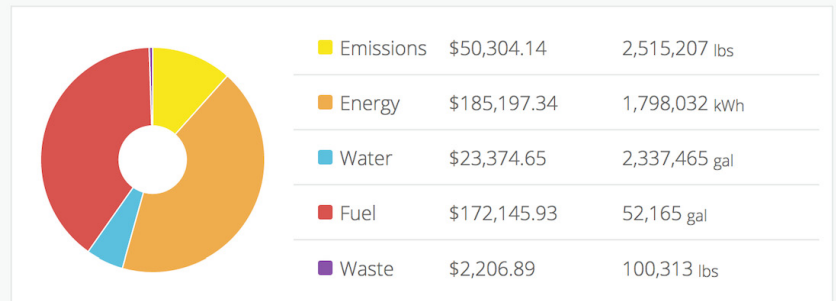 Emissions $50,304.14 2,515,207 lbs
Energy $185,197.34 1,798,032 kWh
Water $23,374.65 2,337,465 gal
Fuel $172,145.93 52,165 gal
Waste $2,206.89 100,313 lbs